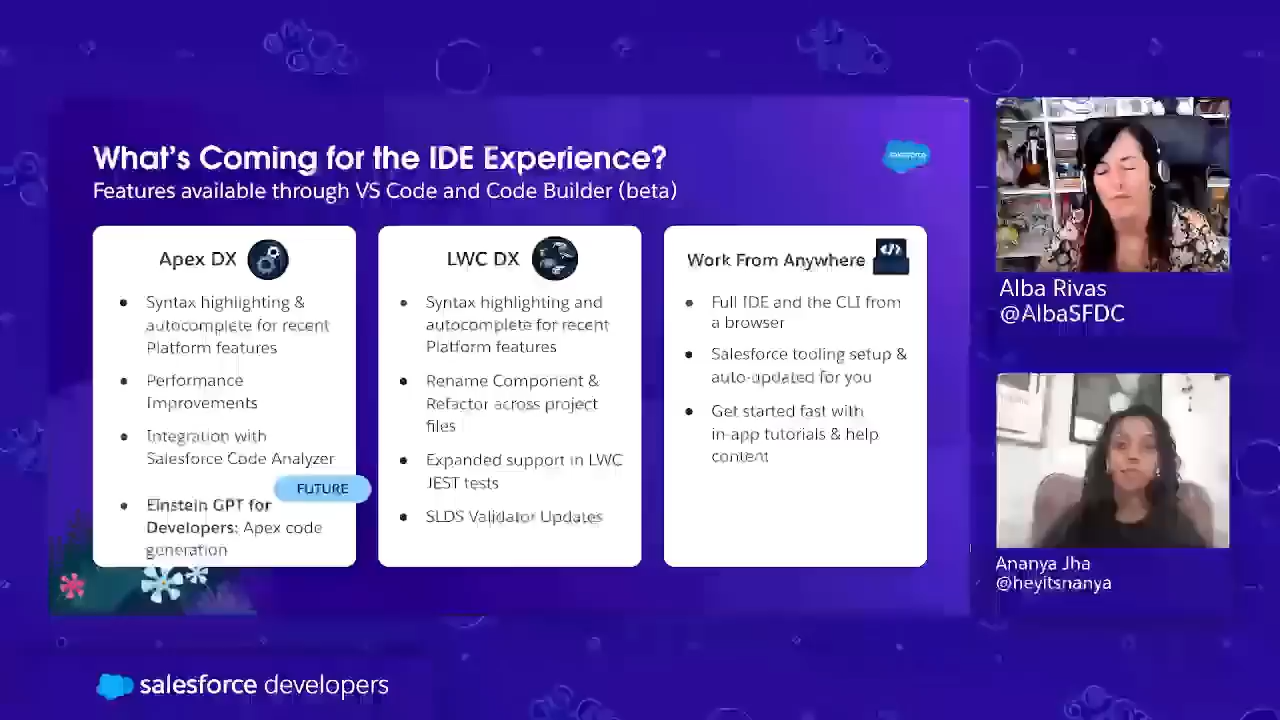 What's Coming for the IDE Experience?
Features available through VS Code and Code Builder (beta)
salesforce
Apex DX
Syntax highlighting &
autocomplete for recent
Platform features
Performance
Improvements
Integration with
Salesforce Code Analyzer
FUTURE
Einstein GPT for
Developers: Apex code
generation
LWC DX
Syntax highlighting and
autocomplete for recent
Platform features
Rename Component &
Refactor across project
files
Expanded support in LWC
JEST tests
SLDS Validator Updates
Work From Anywhere
Full IDE and the CLI from
a browser
Salesforce tooling setup &
auto-updated for you
Get started fast with
in-app tutorials & help
content
Alba Rivas
@AlbaSFDC
Ananya Jha
@heyitsnanya
salesforce developers